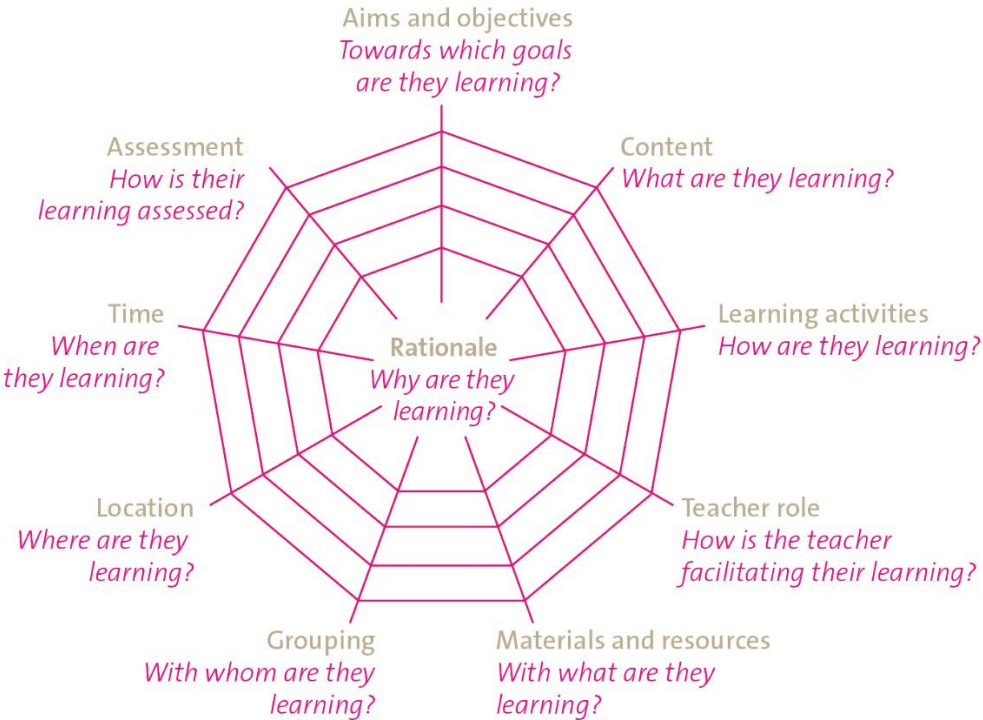 Aims and objectives
Towards which goals
are they learning?
Content
What are they learning?
Learning activities
How are they learning?
Teacher role
How is the teacher
facilitating their learning?
Materials and resources
With what are they
learning?
Grouping
With whom are they
learning?
Location
Where are they
learning?
Time
When are
they learning?
Assessment
How is their
learning assessed?
Rationale
Why are they
learning?